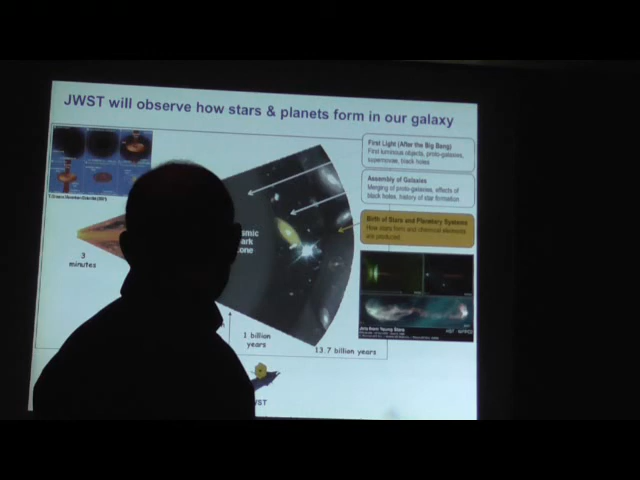 JWST will observe how stars & planets form in our galaxy
First Light (After the Big Bang)
First luminous objects, proto-galaxies,
supernovae, black holes
Assembly of Galaxies
Merging of proto-galaxies, effects of
black holes, history of star formation
Birth of Stars and Planetary Systems
How stars form and chemical elements
are produced
3
minutes
1 billion
years
13.7 billion years
Jets from Young Stars